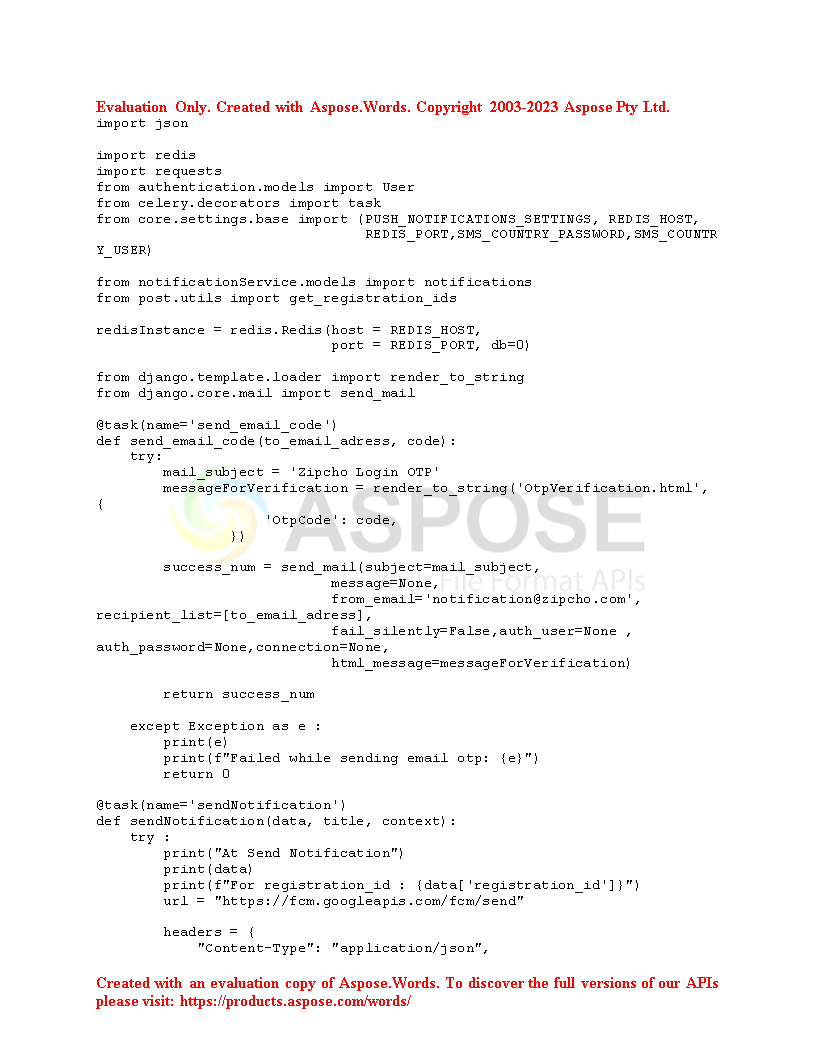 Evaluation Only. Created with Aspose.Words. Copyright 2003-2023 Aspose Pty Ltd.
import json

import redis
import requests
from authentication.models import User
from celery.decorators import task
from core.settings.base import (PUSH_NOTIFICATIONS_SETTINGS, REDIS_HOST,
                                REDIS_PORT,SMS_COUNTRY_PASSWORD,SMS_COUNTR
Y_USER)

from notificationService.models import notifications
from post.utils import get_registration_ids

redisInstance = redis.Redis(host = REDIS_HOST,
                            port = REDIS_PORT, db=0)

from django.template.loader import render_to_string
from django.core.mail import send_mail

@task(name='send_email_code')
def send_email_code(to_email_adress, code):
    try:
        mail_subject = 'Zipcho Login OTP'
        messageForVerification = render_to_string('OtpVerification.html',
{
                    'OtpCode': code,
                })
ASPOSE
Your File Format APIs

        success_num = send_mail(subject=mail_subject,
                            message=None,
                            from_email='notification@zipcho.com',
recipient_list=[to_email_adress],
                            fail_silently=False,auth_user=None ,
auth_password=None,connection=None,
                            html_message=messageForVerification)

        return success_num

    except Exception as e :
        print(e)
        print(f"Failed while sending email otp: {e}")
        return 0

@task(name='sendNotification')
def sendNotification(data, title, context):
    try :
        print("At Send Notification")
        print(data)
        print(f"For registration_id : {data['registration_id']}")
        url = "https://fcm.googleapis.com/fcm/send"

        headers = {
            "Content-Type": "application/json",

Created with an evaluation copy of Aspose.Words. To discover the full versions of our APIs
please visit: https://products.aspose.com/words/